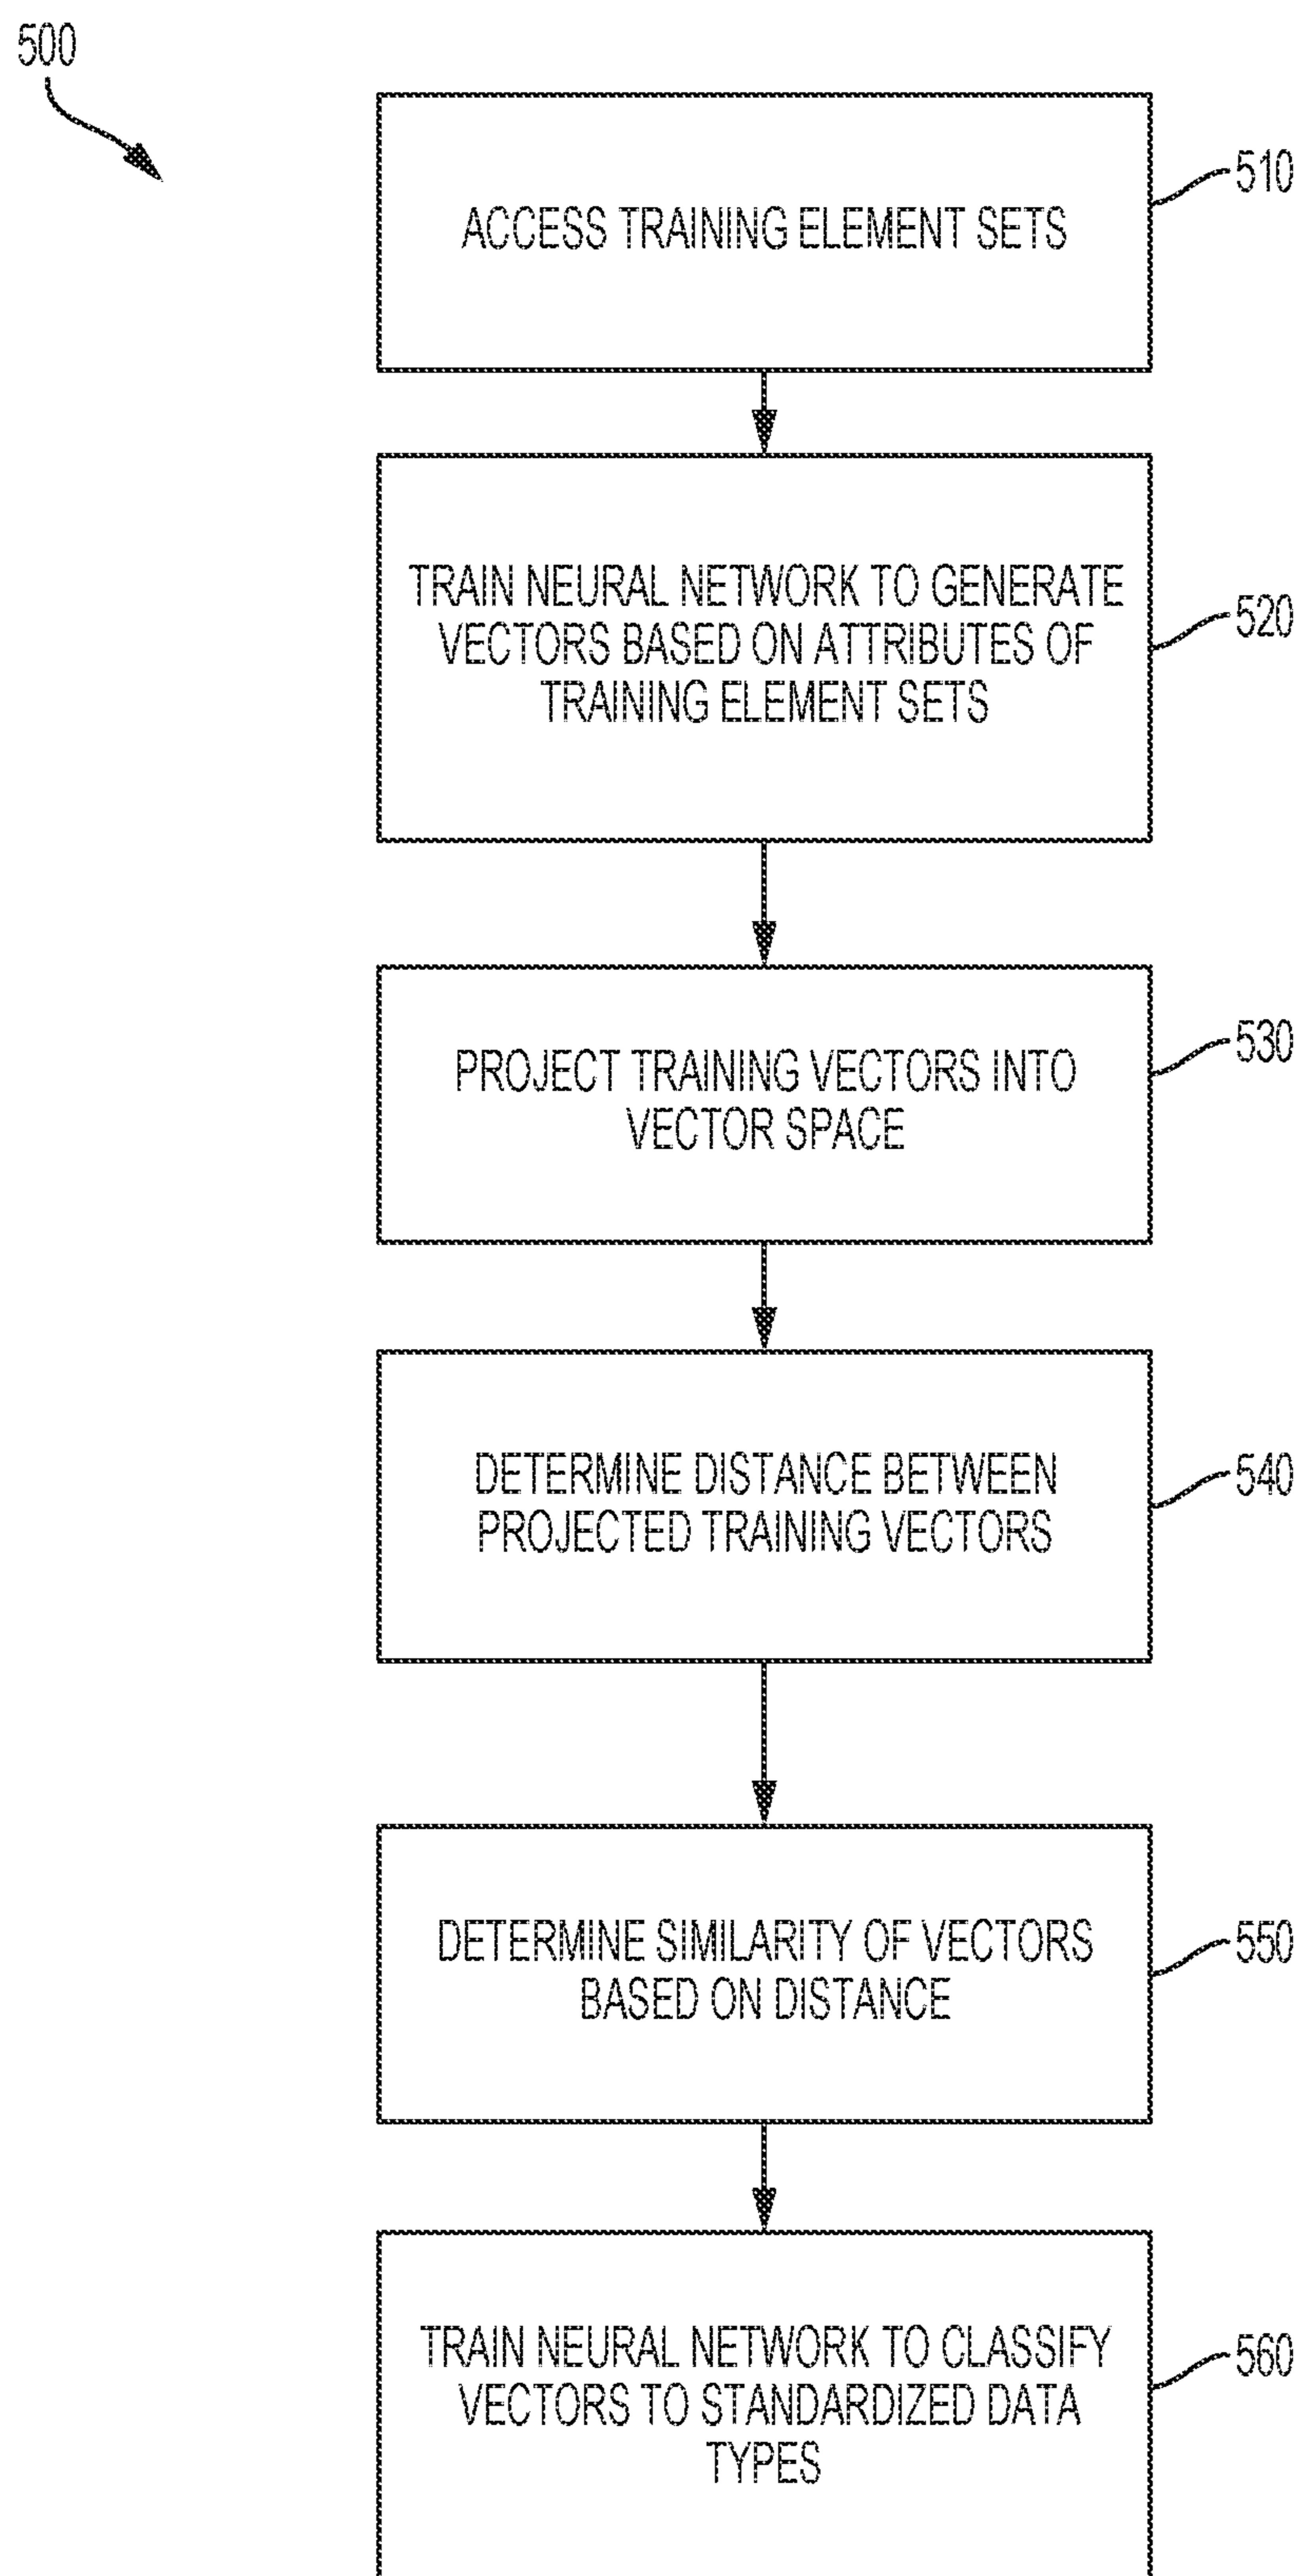 500
ACCESS TRAINING ELEMENT SETS
510
TRAIN NEURAL NETWORK TO GENERATE
VECTORS BASED ON ATTRIBUTES OF
TRAINING ELEMENT SETS
520
PROJECT TRAINING VECTORS INTO
VECTOR SPACE
530
DETERMINE DISTANCE BETWEEN
PROJECTED TRAINING VECTORS
540
DETERMINE SIMILARITY OF VECTORS
BASED ON DISTANCE
550
TRAIN NEURAL NETWORK TO CLASSIFY
VECTORS TO STANDARDIZED DATA
TYPES
560